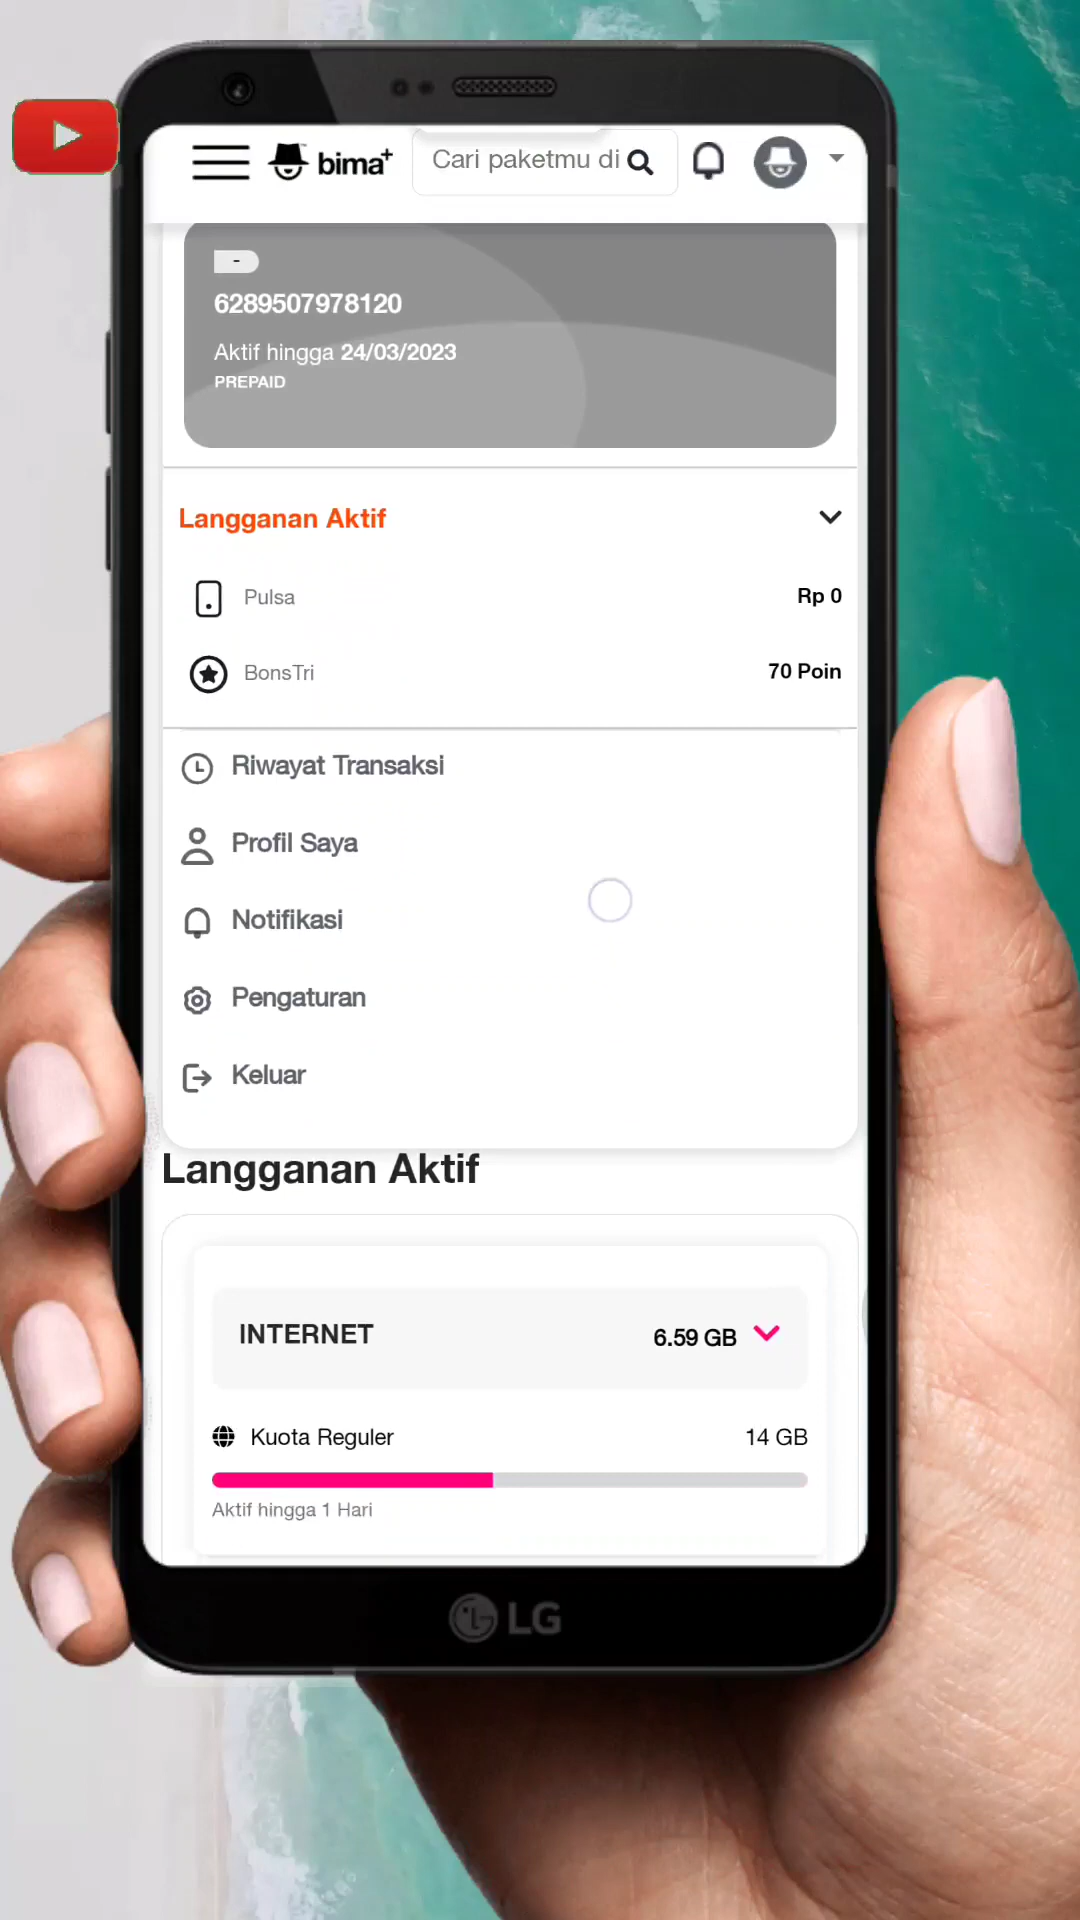 bima+
Cari paketmu di
-
6289507978120
Aktif hingga 24/03/2023
PREPAID
Langganan Aktif
Pulsa
Rp 0
BonsTri
70 Poin
Riwayat Transaksi
Profil Saya
Notifikasi
Pengaturan
Keluar
Langganan Aktif
INTERNET
6.59 GB
Kuota Reguler
14 GB
Aktif hingga 1 Hari
LG